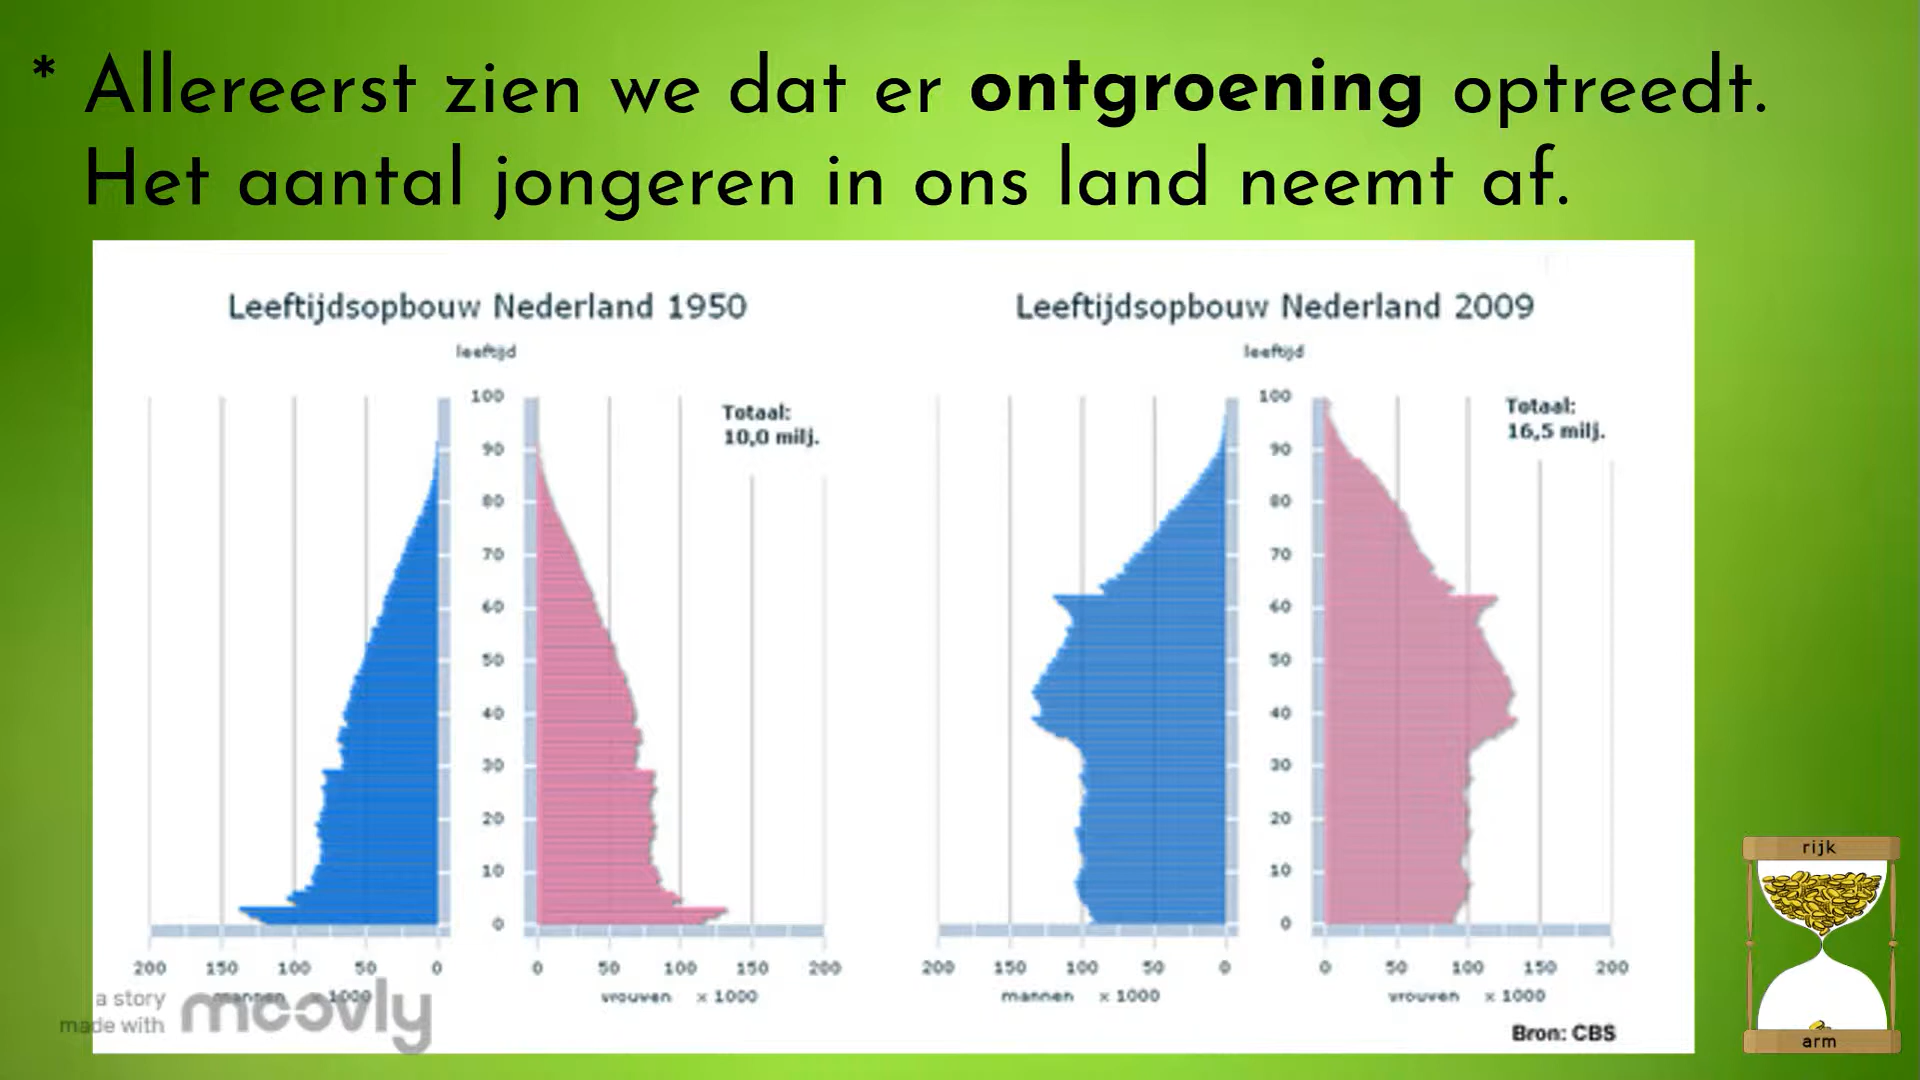 * Allereerst zien we dat er ontgroening optreedt.
Het aantal jongeren in ons land neemt af.
Leeftijdsopbouw Nederland 1950
leeftijd
100
90
80
70
60
50
40
30
20
10
0
Totaal:
10,0 milj.
200 150 100 50 0
0 50 100 150 200
mannen x 1000
vrouwen x 1000
Leeftijdsopbouw Nederland 2009
leeftijd
100
90
80
70
60
50
40
30
20
10
0
Totaal:
16,5 milj.
200 150 100 50 0
0 50 100 150 200
mannen x 1000
vrouwen x 1000
Bron: CBS
a story
made with moovly
rijk
arm